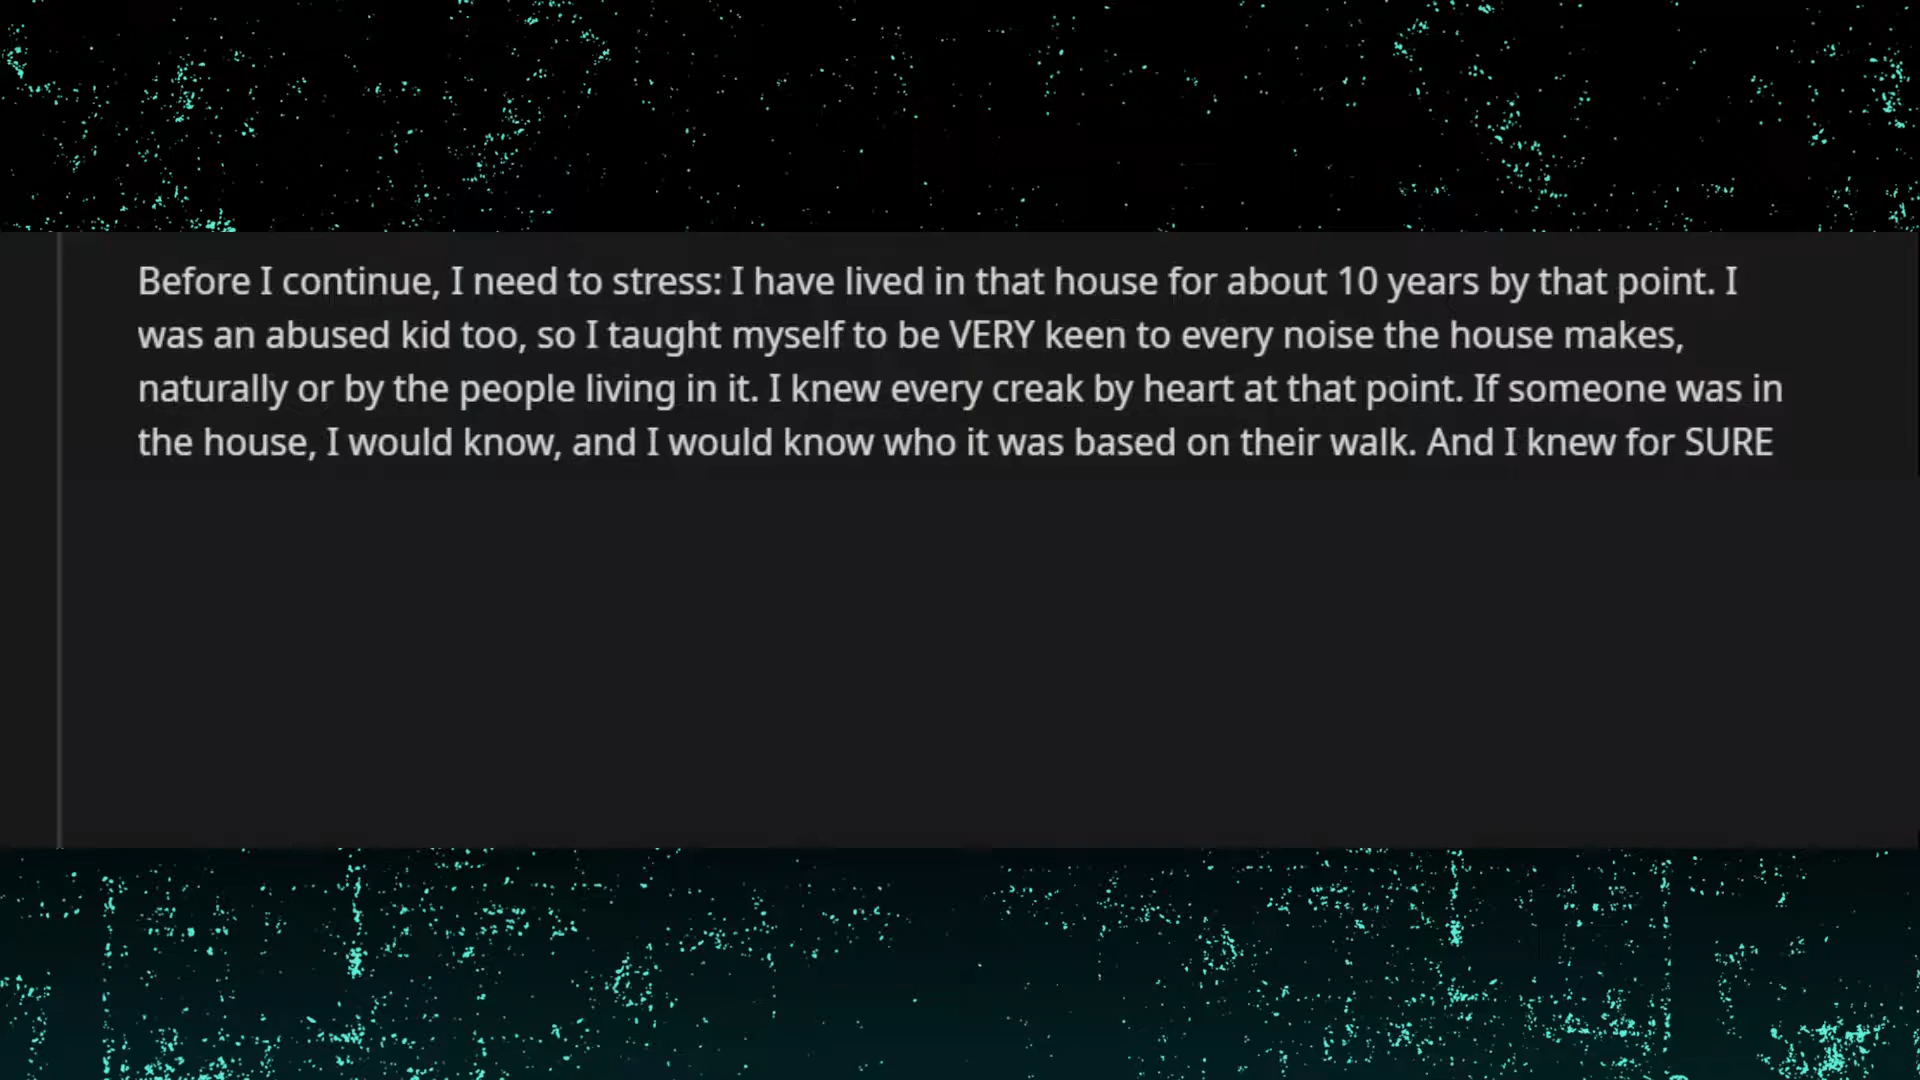 Before I continue, I need to stress: I have lived in that house for about 10 years by that point. I
was an abused kid too, so I taught myself to be VERY keen to every noise the house makes,
naturally or by the people living in it. I knew every creak by heart at that point. If someone was in
the house, I would know, and I would know who it was based on their walk. And I knew for SURE